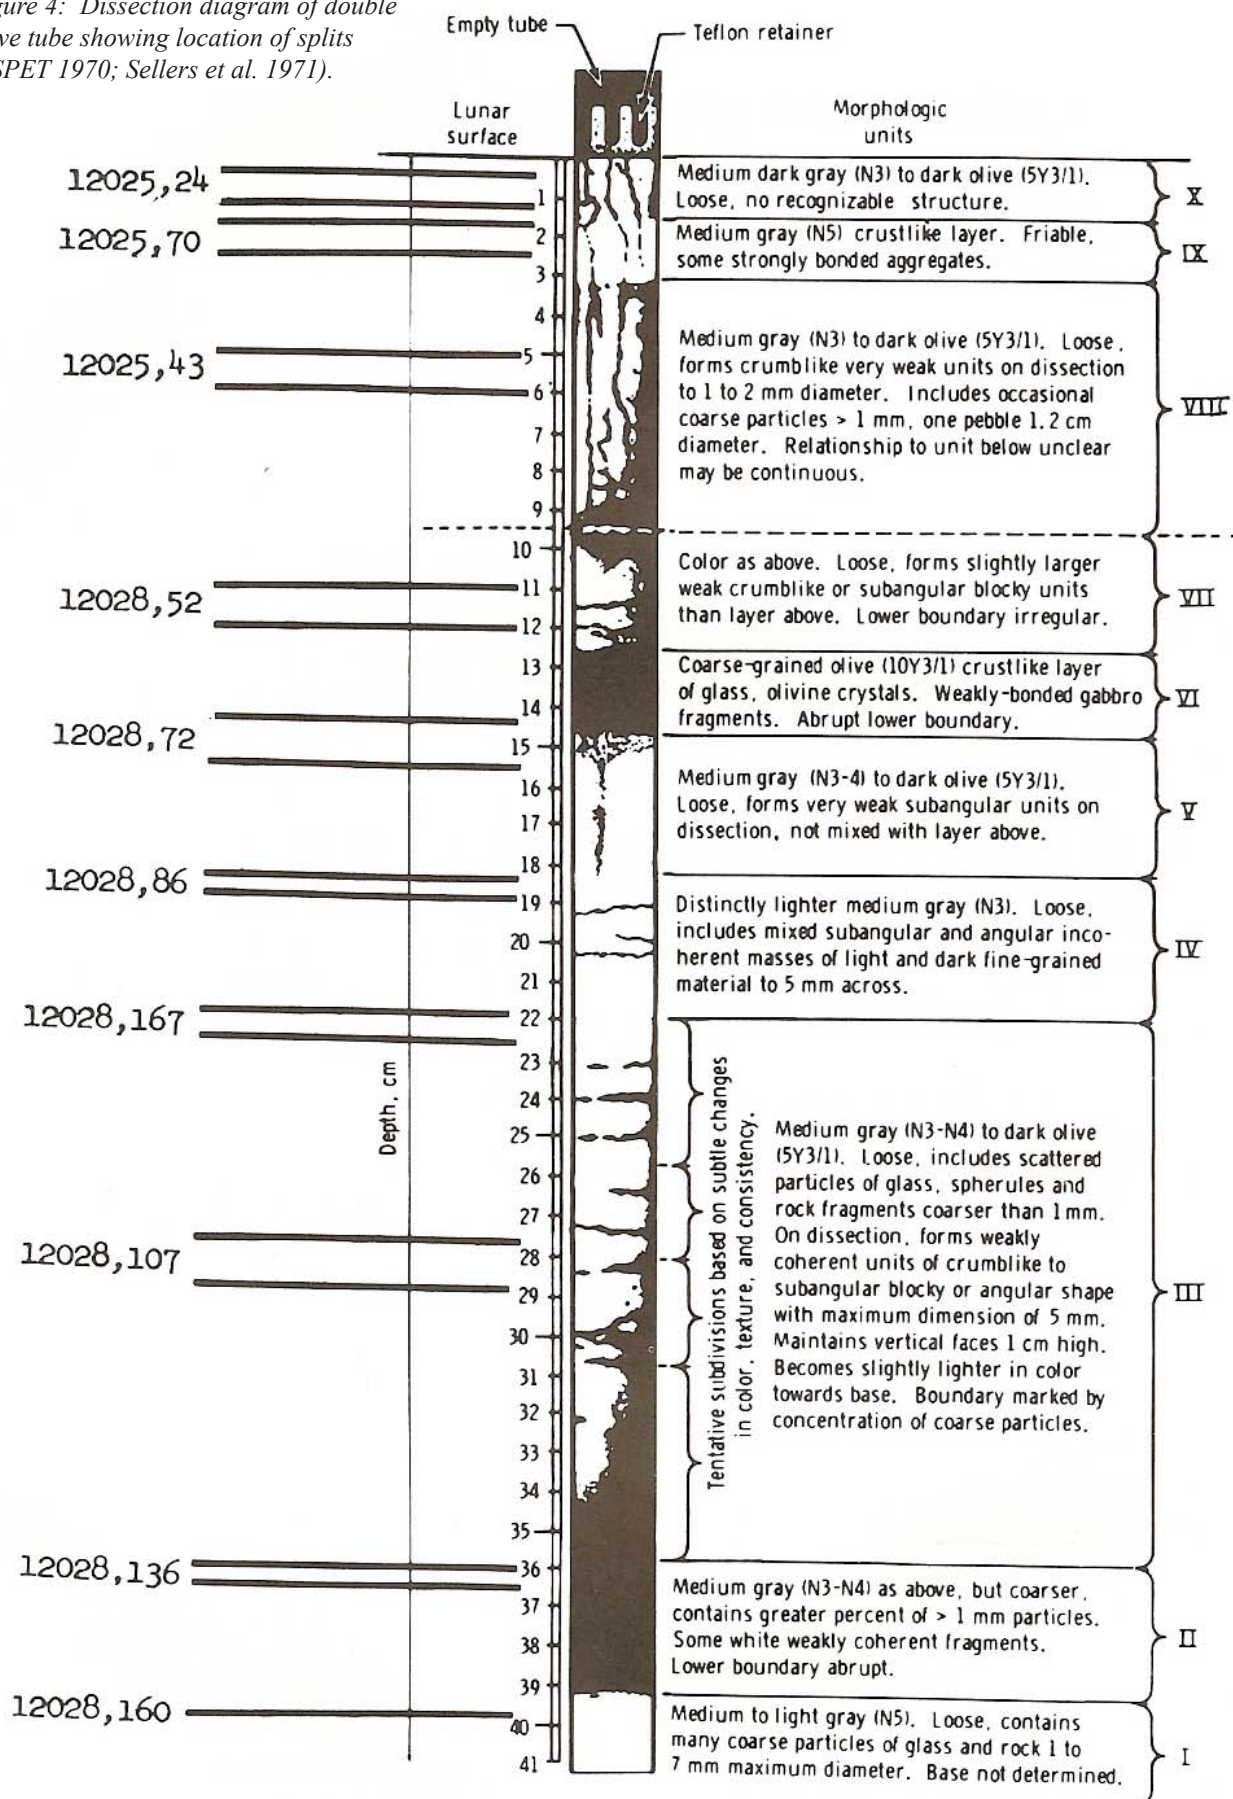 gure 4: Dissection diagram of double
ve tube showing location of splits
SPET 1970; Sellers et al. 1971).
Empty tube
Teflon retainer
Lunar
surface
Morphologic
units
12025,24
12025,70
12025,43
12028,52
12028,72
12028,86
12028,167
12028,107
12028,136
12028,160
Depth, cm
1
2
3
4
5
6
7
8
9
10
11
12
13
14
15
16
17
18
19
20
21
22
23
24
25
26
27
28
29
30
31
32
33
34
35
36
37
38
39
40
41
Medium dark gray (N3) to dark olive (5Y3/1).
Loose, no recognizable structure.
X
Medium gray (N5) crustlike layer. Friable,
some strongly bonded aggregates.
IX
Medium gray (N3) to dark olive (5Y3/1). Loose,
forms crumblike very weak units on dissection
to 1 to 2 mm diameter. Includes occasional
coarse particles > 1 mm, one pebble 1.2 cm
diameter. Relationship to unit below unclear
may be continuous.
VIII
Color as above. Loose, forms slightly larger
weak crumblike or subangular blocky units
than layer above. Lower boundary irregular.
VII
Coarse-grained olive (10Y3/1) crustlike layer
of glass, olivine crystals. Weakly-bonded gabbro
fragments. Abrupt lower boundary.
VI
Medium gray (N3-4) to dark olive (5Y3/1).
Loose, forms very weak subangular units on
dissection, not mixed with layer above.
V
Distinctly lighter medium gray (N3). Loose,
includes mixed subangular and angular inco-
herent masses of light and dark fine-grained
material to 5 mm across.
IV
Tentative subdivisions based on subtle changes
in color, texture, and consistency.
Medium gray (N3-N4) to dark olive
(5Y3/1). Loose, includes scattered
particles of glass, spherules and
rock fragments coarser than 1 mm.
On dissection, forms weakly
coherent units of crumblike to
subangular blocky or angular shape
with maximum dimension of 5 mm.
Maintains vertical faces 1 cm high.
Becomes slightly lighter in color
towards base. Boundary marked by
concentration of coarse particles.
III
Medium gray (N3-N4) as above, but coarser,
contains greater percent of > 1 mm particles.
Some white weakly coherent fragments.
Lower boundary abrupt.
II
Medium to light gray (N5). Loose, contains
many coarse particles of glass and rock 1 to
7 mm maximum diameter. Base not determined.
I